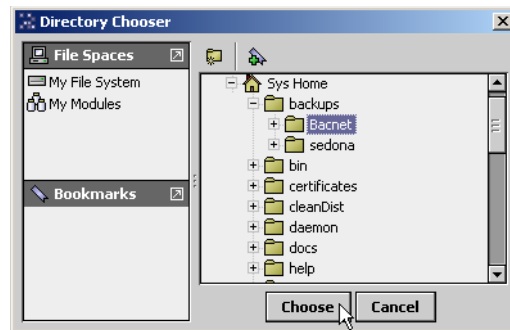 Directory Chooser
File Spaces
My File System
My Modules
Bookmarks
Sys Home
backups
Bacnet
sedona
bin
certificates
cleanDist
daemon
docs
help
Choose
Cancel